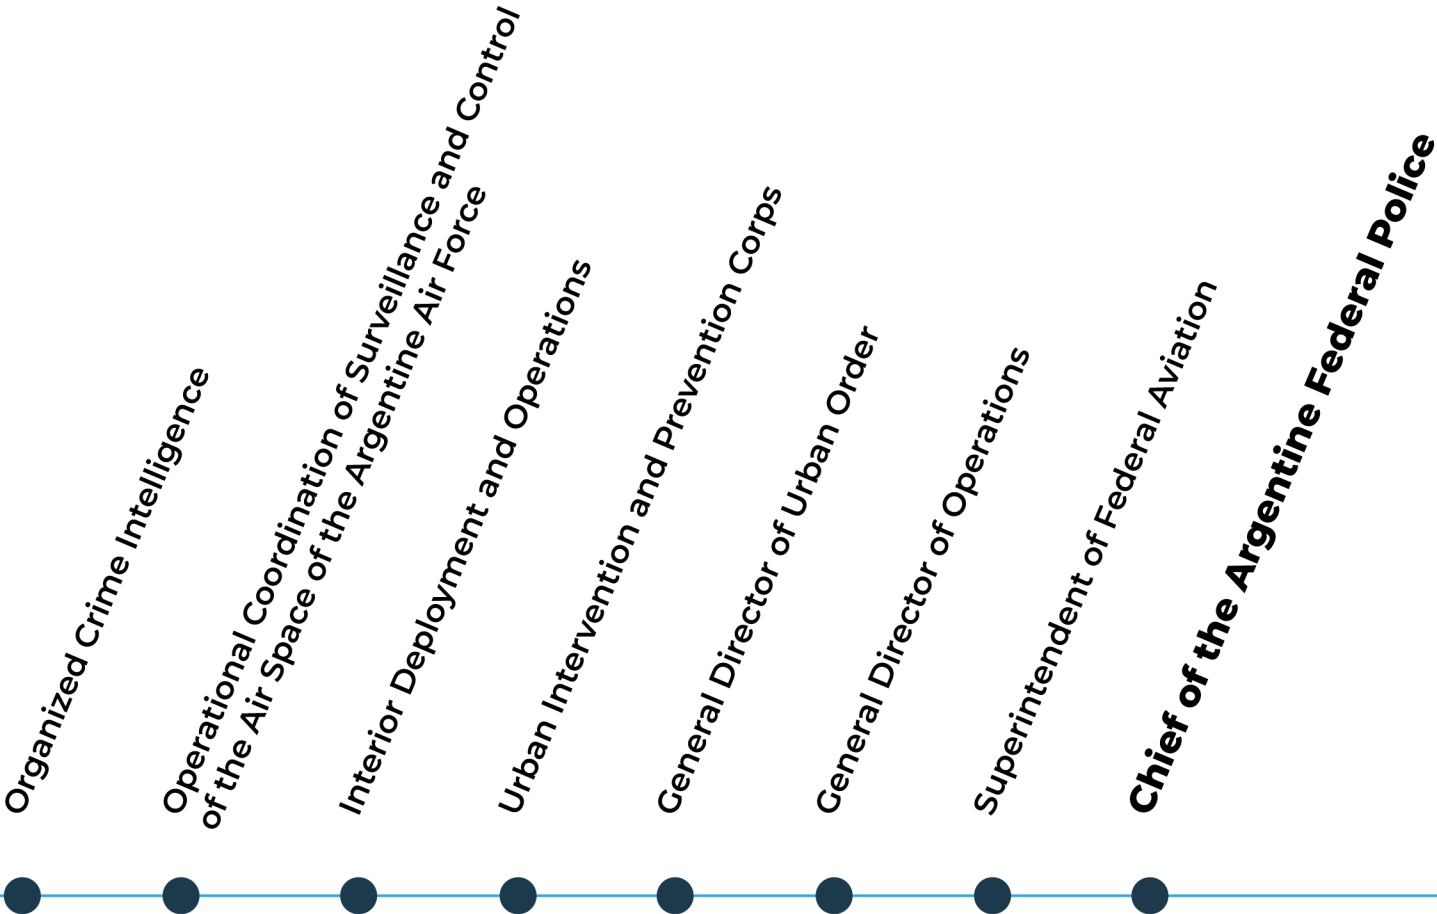 Organized Crime Intelligence
Operational Coordination of Surveillance and Control
of the Air Space of the Argentine Air Force
Interior Deployment and Operations
Urban Intervention and Prevention Corps
General Director of Urban Order
General Director of Operations
Superintendent of Federal Aviation
Chief of the Argentine Federal Police